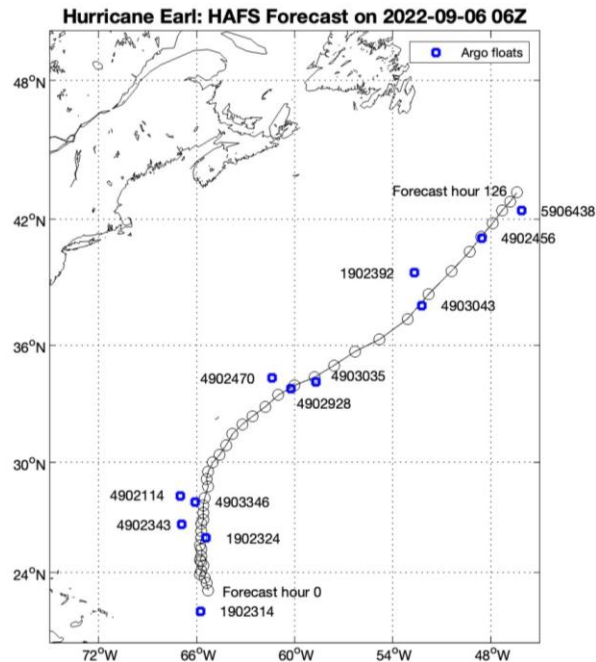 Hurricane Earl: HAFS Forecast on 2022-09-06 06Z
Argo floats
48°N
Forecast hour 126
5906438
42°N
4902456
1902392
4903043
36°N
4902470
4903035
4902928
30°N
4902114
4903346
4902343
1902324
24°N
Forecast hour 0
1902314
72°W
66°W
60°W
54°W
48°W